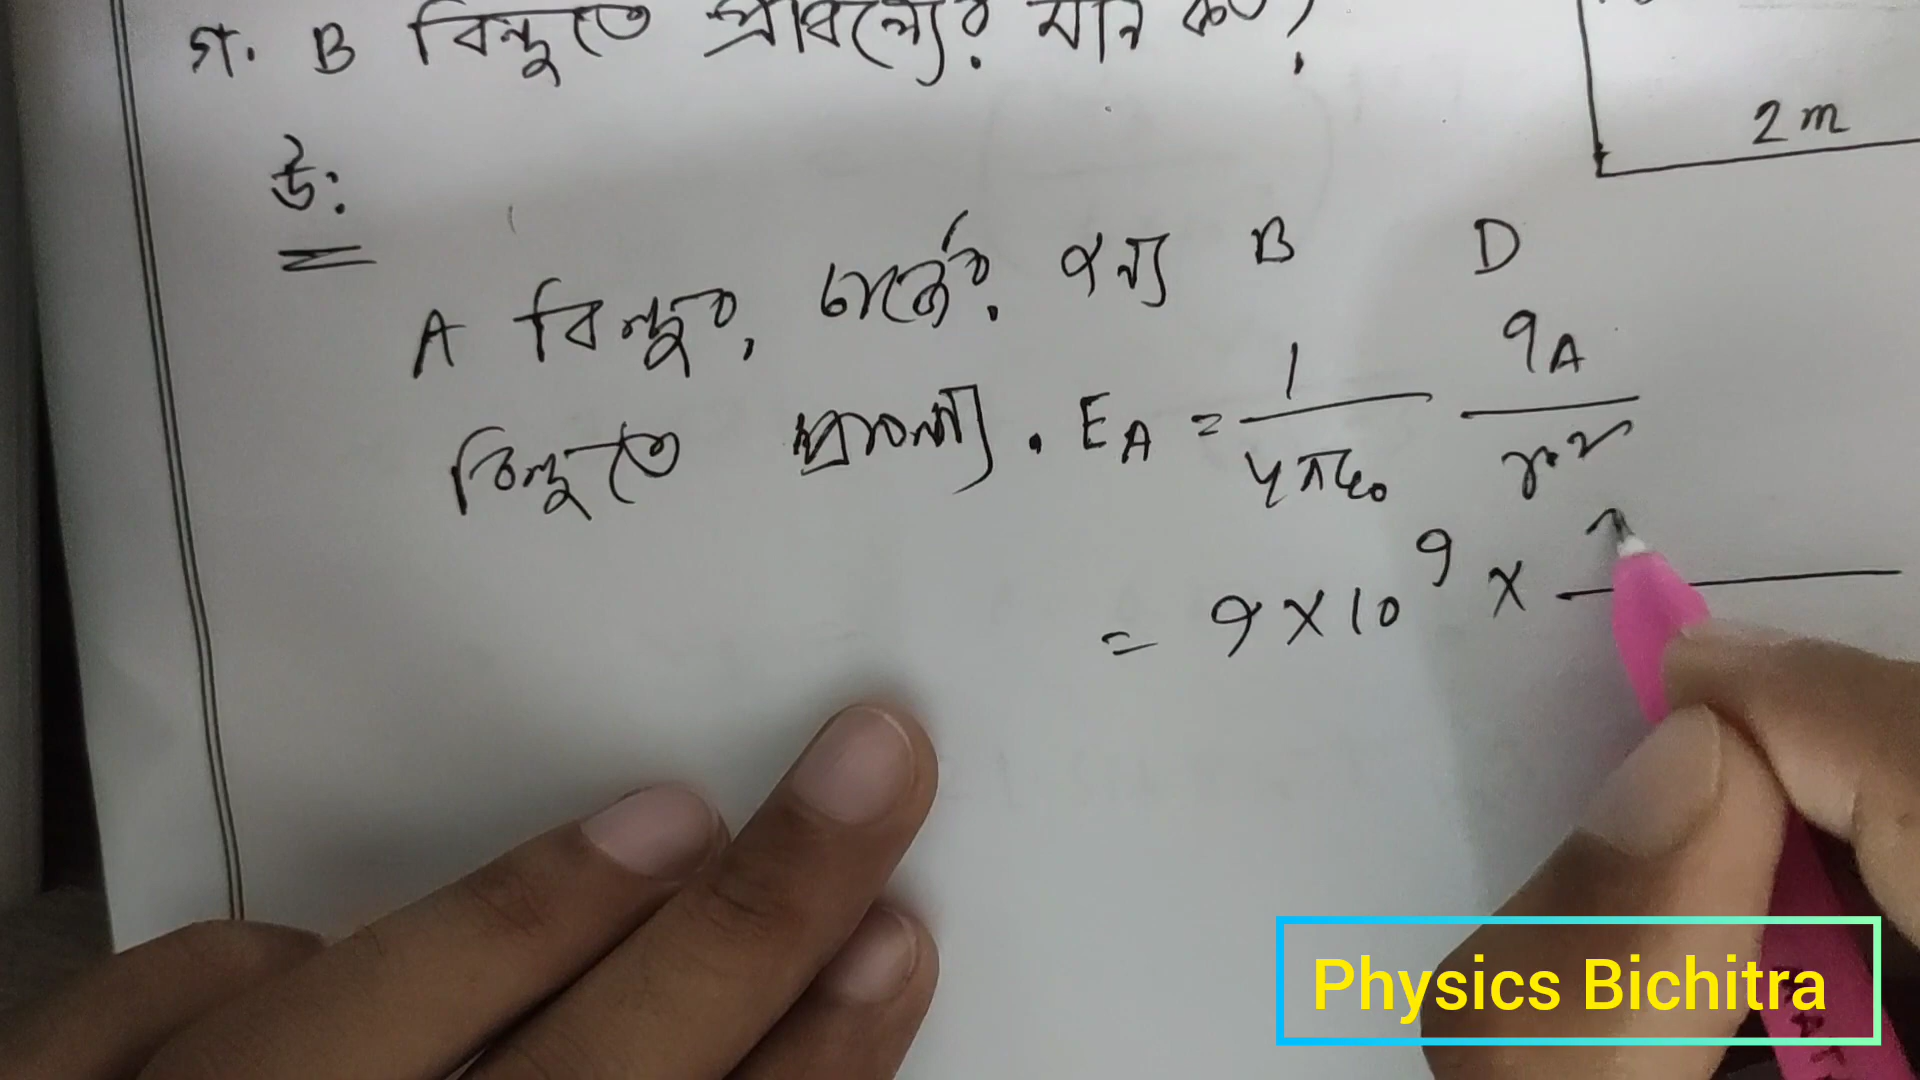 গ. B বিন্দুতে প্রাবল্যের মান কত?
2 m
উ:
A বিন্দুর চার্জের জন্য B D
বিন্দুতে প্রাবল্য. E_A = 1/4πϵ₀ q_A/r²
= 9 × 10⁹ ×
Physics Bichitra